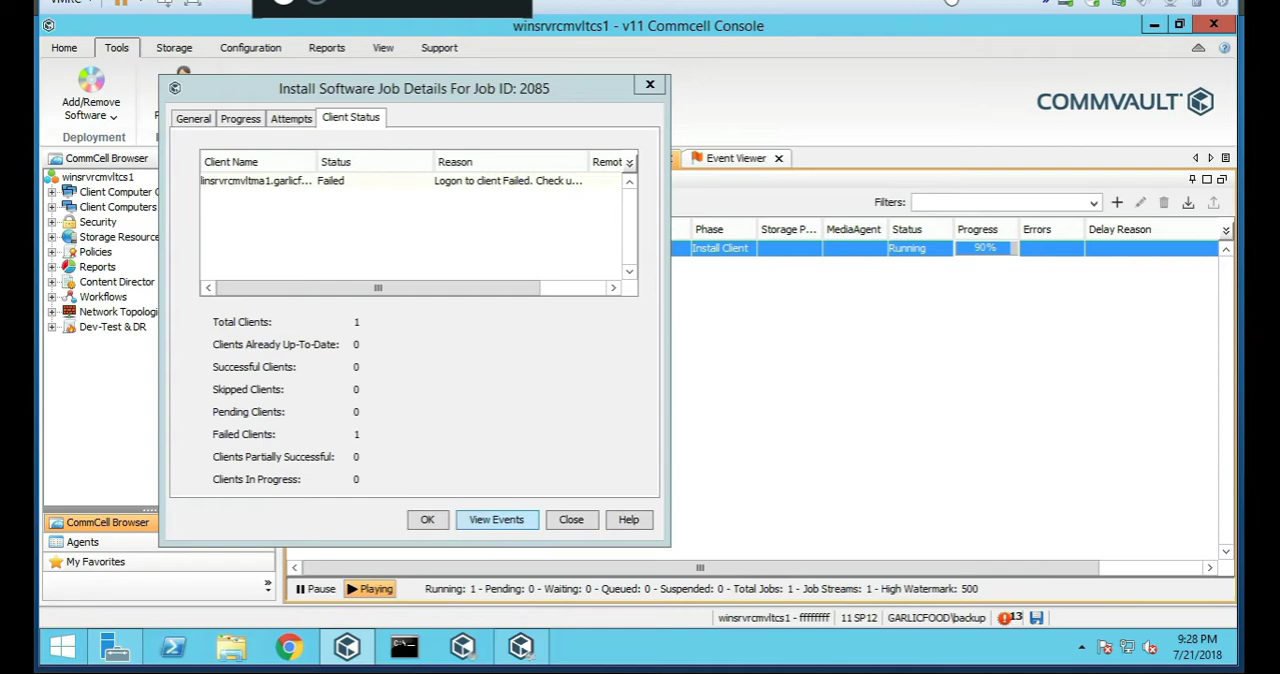 winsrvrcmvltcs1 - v11 Commcell Console
Home Tools Storage Configuration Reports View Support
Add/Remove
Software
Deployment
COMMVAULT
Install Software Job Details For Job ID: 2085
General Progress Attempts Client Status
Client Name Status Reason Remot
linsrvrcmvltma1.garlicf... Failed Logon to client Failed. Check u...
Total Clients: 1
Clients Already Up-To-Date: 0
Successful Clients: 0
Skipped Clients: 0
Pending Clients: 0
Failed Clients: 1
Clients Partially Successful: 0
Clients In Progress: 0
OK View Events Close Help
CommCell Browser
winsrvrcmvltcs1
Client Computer G
Client Computers
Security
Storage Resource
Policies
Reports
Content Director
Workflows
Network Topologi
Dev-Test & DR
CommCell Browser
Agents
My Favorites
Event Viewer
Filters:
Phase Storage P... MediaAgent Status Progress Errors Delay Reason
Install Client Running 90%
Pause Playing Running: 1 - Pending: 0 - Waiting: 0 - Queued: 0 - Suspended: 0 - Total Jobs: 1 - Job Streams: 1 - High Watermark: 500
winsrvrcmvltcs1 - ffffffff 11 SP12 GARLICFOOD\backup 13
9:28 PM
7/21/2018